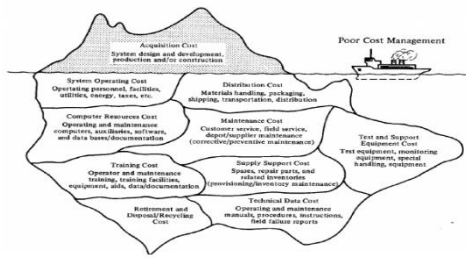 Acquisition Cost
System design and development,
production and/or construction
Poor Cost Management
System Operating Cost
Opertating personnel, facilities,
utilities, energy, taxes, etc.
Distribution Cost
Materials handling, packaging,
shipping, transportation, distribution
Computer Resources Cost
Operating and maintenance
computers, auxiliaries, software,
and data bases/documentation
Maintenance Cost
Customer service, field service,
depot/supplier maintenance
(corrective/preventive maintenance)
Test and Support
Equipment Cost
Test equipment, monitoring
equipment, special
handling, equipment
Training Cost
Operator and maintenance
training, training facilities,
equipment, aids, data/documentation
Supply Support Cost
Spares, repair parts, and
related inventories
(provisioning/inventory maintenance)
Retirement and
Disposal/Recycling
Cost
Technical Data Cost
Operating and maintenance
manuals, procedures, instructions,
field failure reports